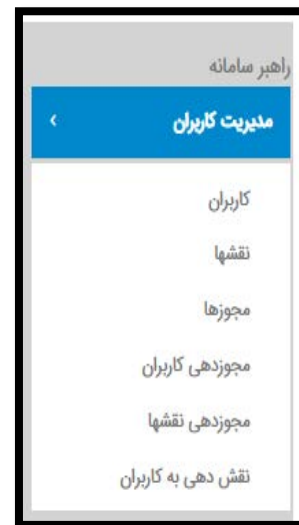 راهبر سامانه
مدیریت کاربران
کاربران
نقشها
مجوزها
مجوزدهی کاربران
مجوزدهی نقشها
نقش دهی به کاربران